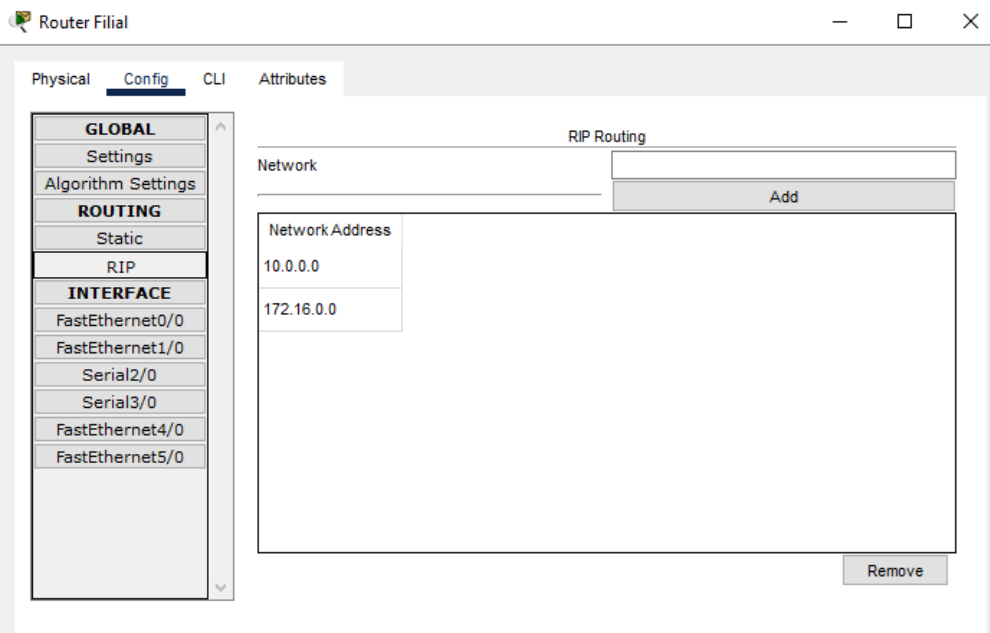 Router Filial
Physical Config CLI Attributes
GLOBAL
Settings
Algorithm Settings
ROUTING
Static
RIP
INTERFACE
FastEthernet0/0
FastEthernet1/0
Serial2/0
Serial3/0
FastEthernet4/0
FastEthernet5/0
RIP Routing
Network
Add
Network Address
10.0.0.0
172.16.0.0
Remove